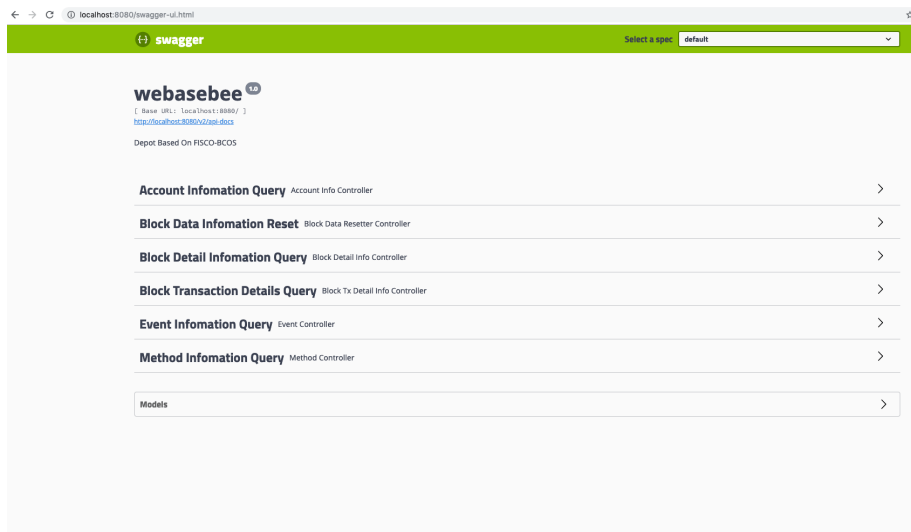 localhost:8080/swagger-ui.html
swagger Select a spec default
webasebee 1.0
[ Base URL: localhost:8080/ ]
http://localhost:8080/v2/api-docs
Depot Based On FISCO-BCOS
Account Infomation Query Account Info Controller
Block Data Infomation Reset Block Data Resetter Controller
Block Detail Infomation Query Block Detail Info Controller
Block Transaction Details Query Block Tx Detail Info Controller
Event Infomation Query Event Controller
Method Infomation Query Method Controller
Models